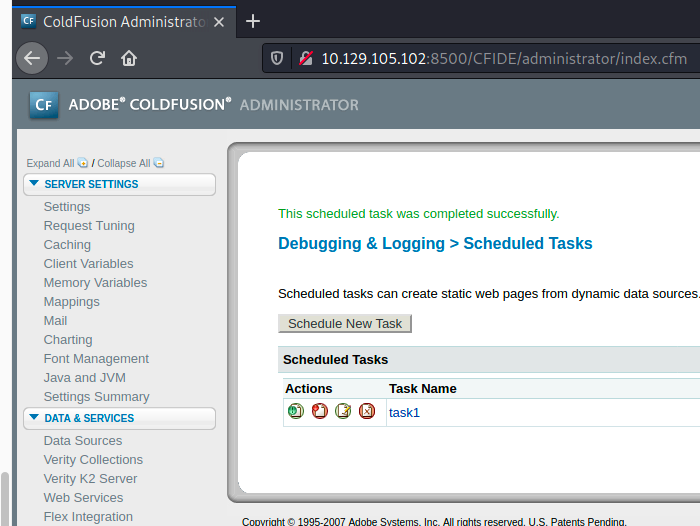 CF ColdFusion Administrato
10.129.105.102:8500/CFIDE/administrator/index.cfm
CF ADOBE® COLDFUSION® ADMINISTRATOR
Expand All / Collapse All
SERVER SETTINGS
Settings
Request Tuning
Caching
Client Variables
Memory Variables
Mappings
Mail
Charting
Font Management
Java and JVM
Settings Summary
DATA & SERVICES
Data Sources
Verity Collections
Verity K2 Server
Web Services
Flex Integration
This scheduled task was completed successfully.
Debugging & Logging > Scheduled Tasks
Scheduled tasks can create static web pages from dynamic data sources.
Schedule New Task
Scheduled Tasks
Actions Task Name
task1
Copyright © 1995-2007 Adobe Systems, Inc. All rights reserved. U.S. Patents Pending.